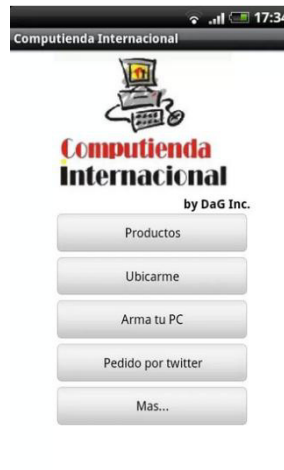 17:34
Computienda Internacional
Computienda
Internacional
by DaG Inc.
Productos
Ubicarme
Arma tu PC
Pedido por twitter
Mas...